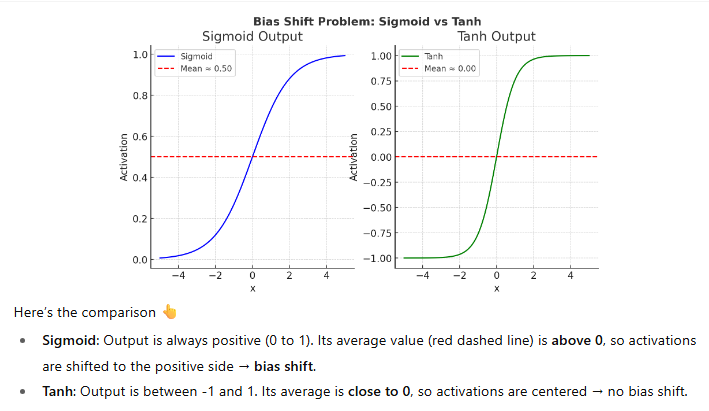 Bias Shift Problem: Sigmoid vs Tanh
Sigmoid Output
Sigmoid
Mean ≈ 0.50
1.0
0.8
0.6
0.4
0.2
0.0
Activation
−4 −2 0 2 4
x
Tanh Output
Tanh
Mean ≈ 0.00
1.00
0.75
0.50
0.25
0.00
−0.25
−0.50
−0.75
−1.00
Activation
−4 −2 0 2 4
x
Here's the comparison 👆
• Sigmoid: Output is always positive (0 to 1). Its average value (red dashed line) is above 0, so activations
are shifted to the positive side → bias shift.
• Tanh: Output is between -1 and 1. Its average is close to 0, so activations are centered → no bias shift.